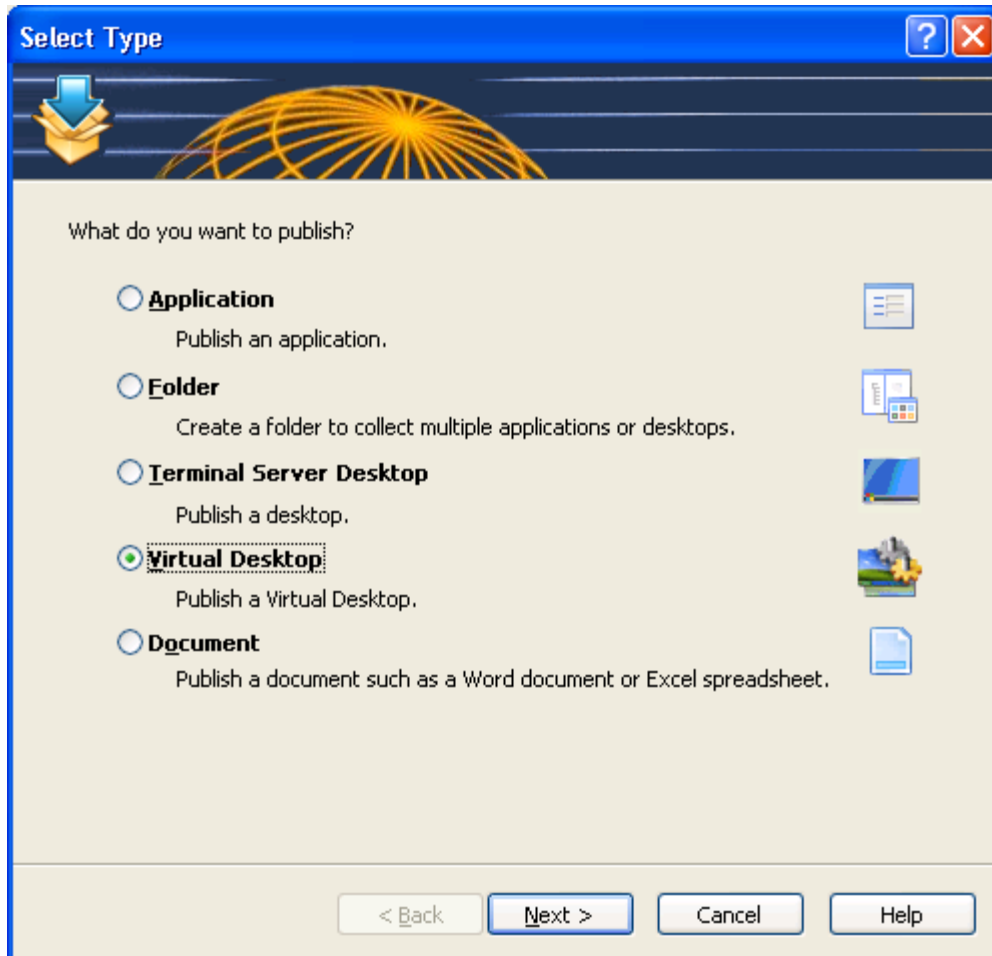 Select Type
What do you want to publish?
Application
Publish an application.
Folder
Create a folder to collect multiple applications or desktops.
Terminal Server Desktop
Publish a desktop.
Virtual Desktop
Publish a Virtual Desktop.
Document
Publish a document such as a Word document or Excel spreadsheet.
< Back Next > Cancel Help